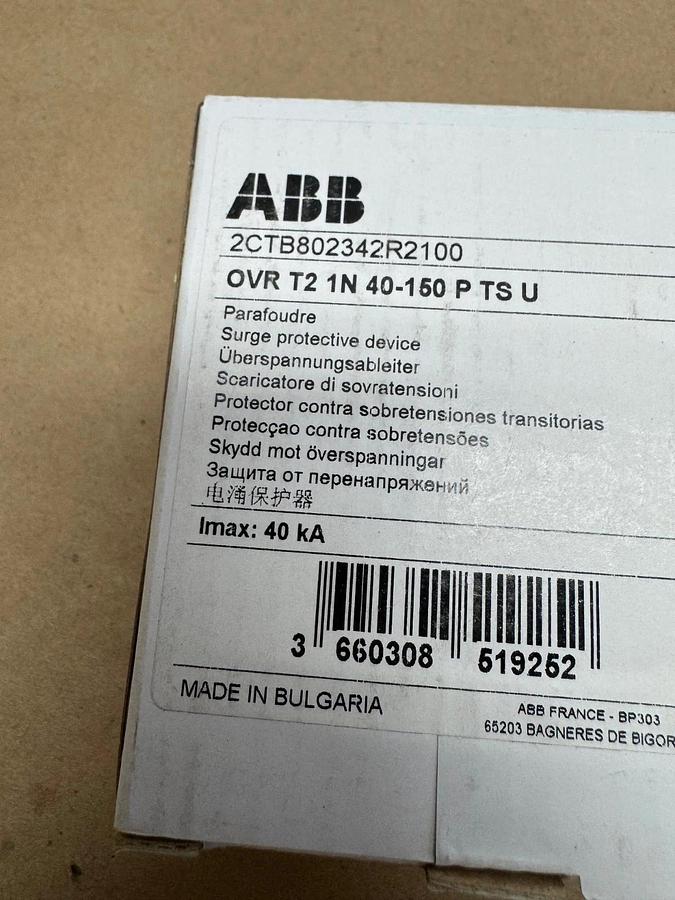 ABB
2CTB802342R2100
OVR T2 1N 40-150 P TS U
Parafoudre
Surge protective device
Überspannungsableiter
Scaricatore di sovratensioni
Protector contra sobretensiones transitorias
Protecçao contra sobretensões
Skydd mot överspanningar
Защита от перенапряжений
电涌保护器
Imax: 40 kA
3 660308 519252
MADE IN BULGARIA
ABB FRANCE - BP303
65203 BAGNERES DE BIGOR